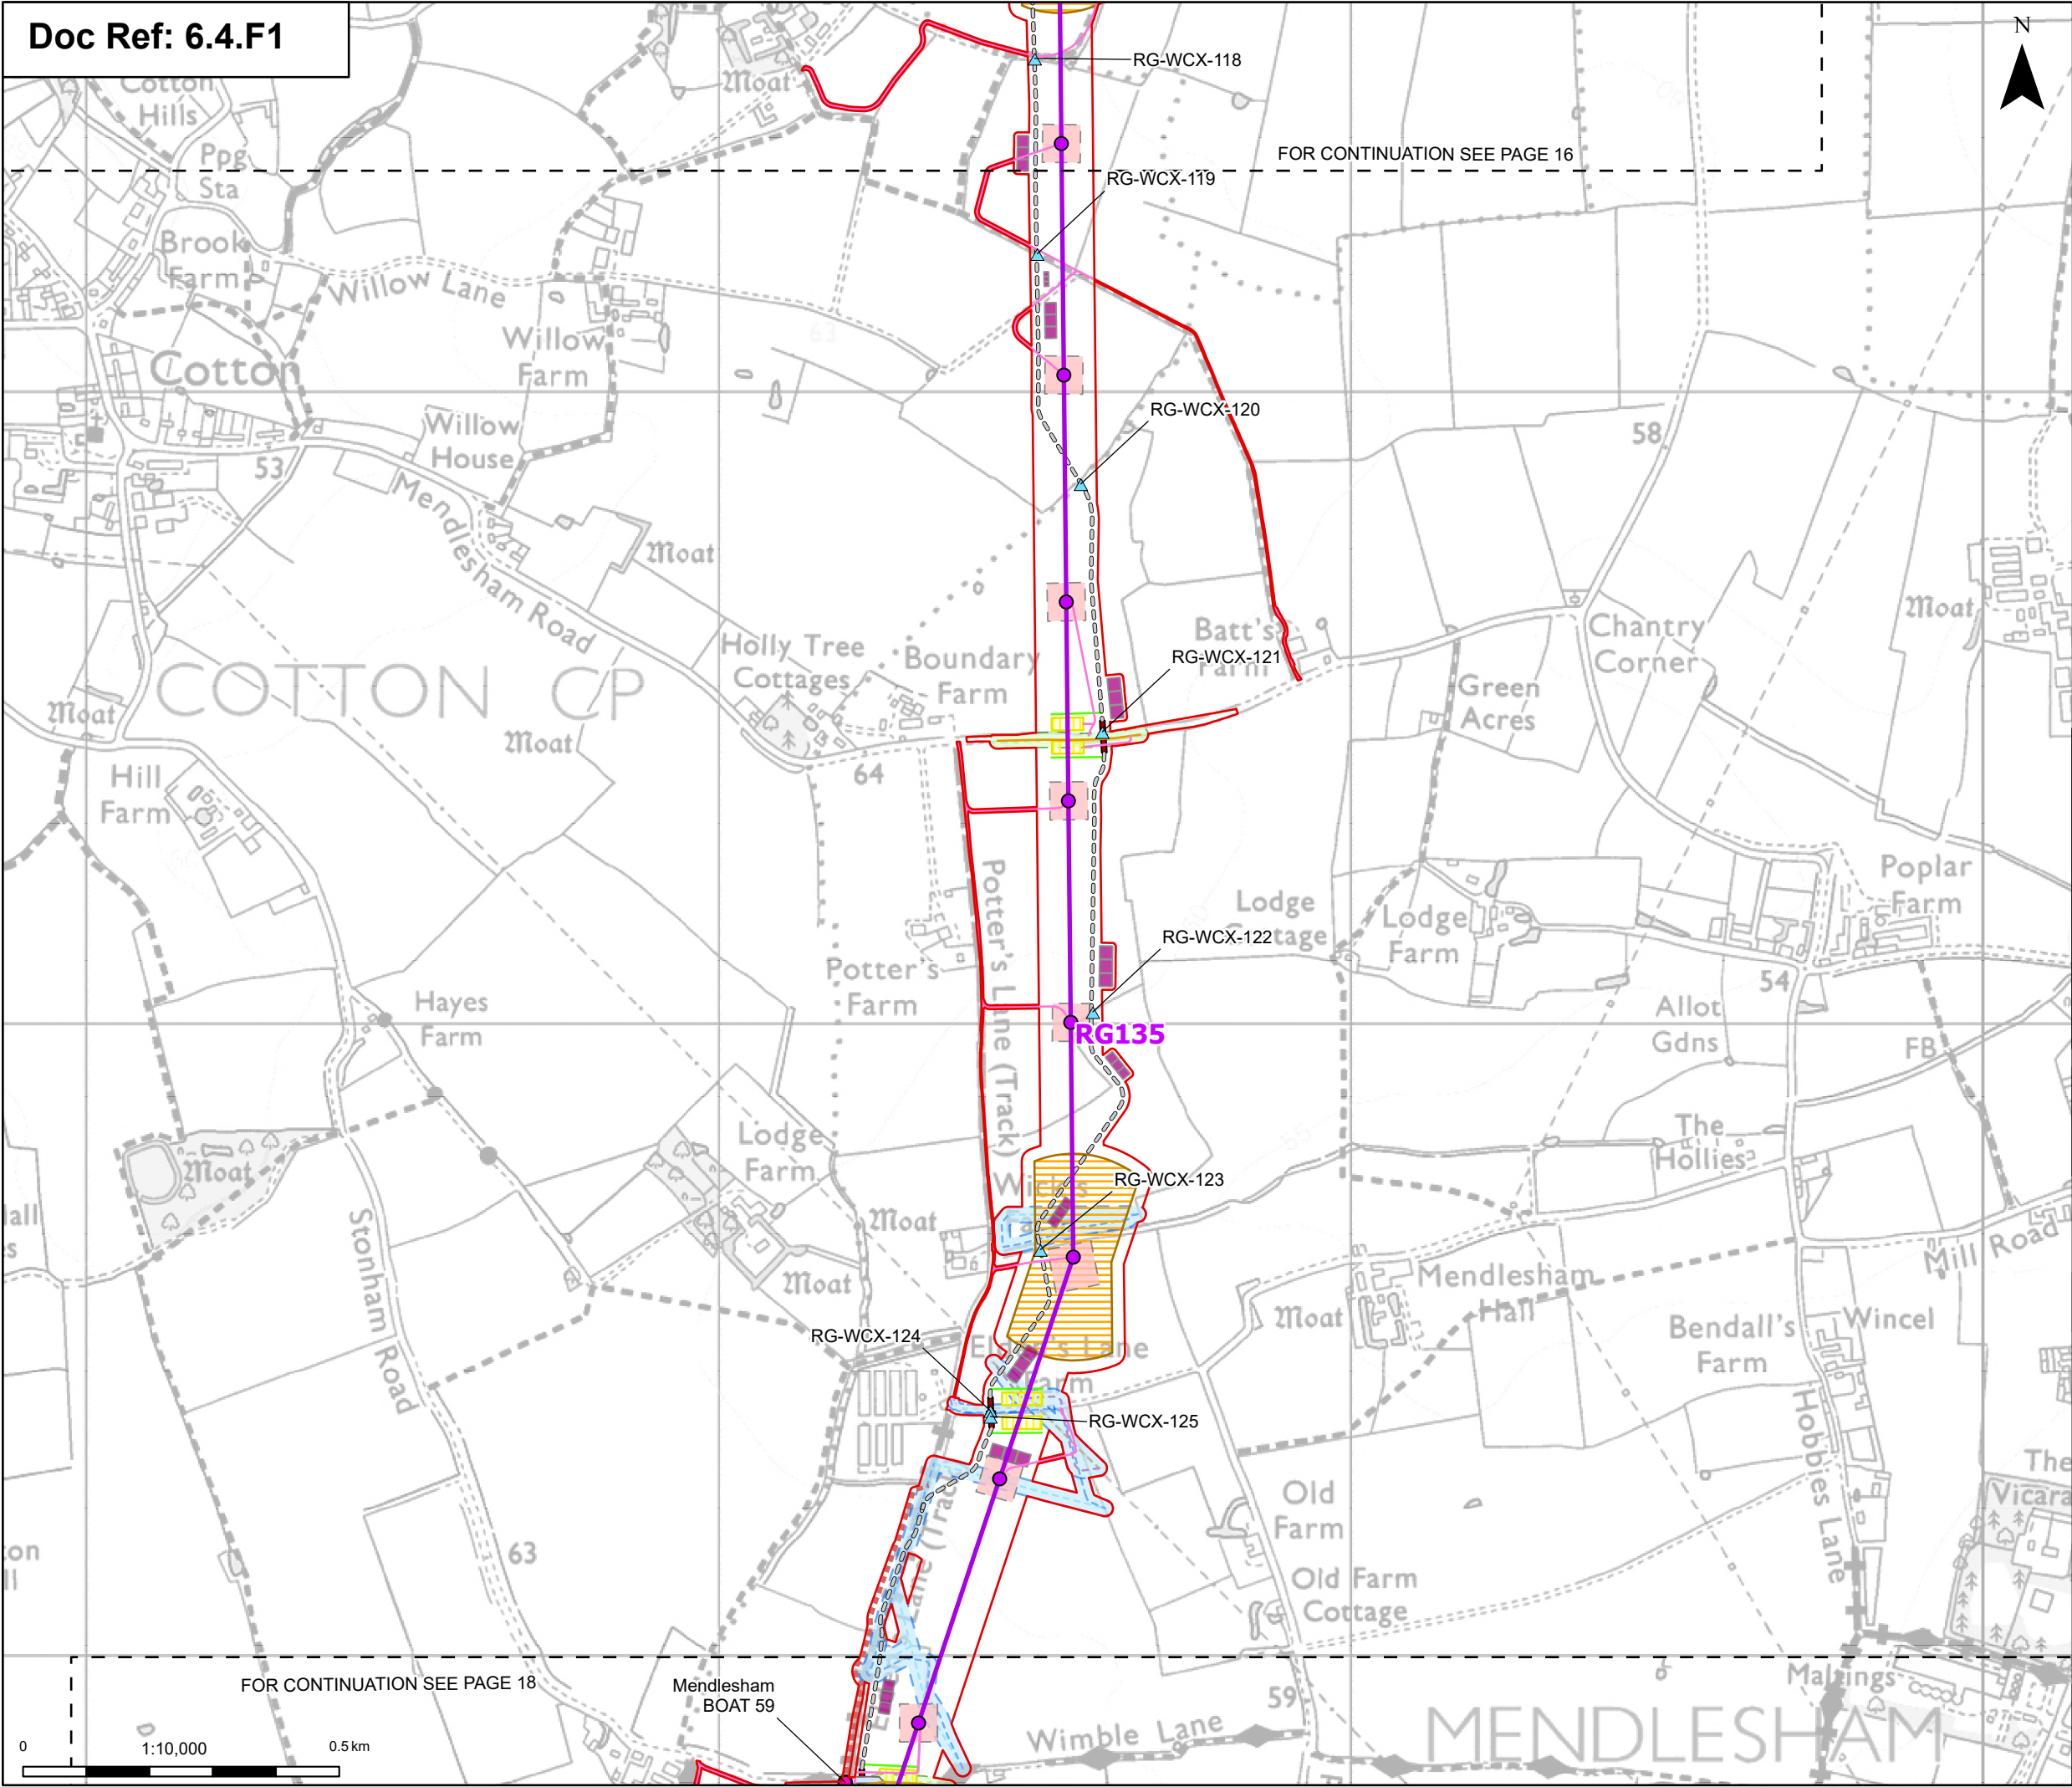 Doc Ref: 6.4.F1
N
Cotton
Hills
Moat
RG-WCX-118
Ppg
Sta
FOR CONTINUATION SEE PAGE 16
RG-WCX-119
Brook
Farm
Willow Lane
63
Willow
Farm
Cotton
RG-WCX-120
Willow
House
53
58
Mendlesham Road
Moat
Moat
Holly Tree
Cottages
Boundary
Farm
Batt's
Farm
RG-WCX-121
Chantry
Corner
COTTON CP
Green
Acres
Moat
Moat
64
Hill
Farm
Potter's Lane (Track)
Poplar
Farm
Lodge
Lodge
Farm
RG-WCX-122
Potter's
Farm
54
Hayes
Farm
Allot
Gdns
RG135
FB
The
Hollies
Lodge
Farm
55
Moat
RG-WCX-123
Moat
Stonham
Road
Mill Road
Moat
Mendlesham
Hall
Moat
Bendall's
Farm
Wincel
RG-WCX-124
Farm
RG-WCX-125
Hobbies Lane
The
Old
Farm
63
Old Farm
Cottage
FOR CONTINUATION SEE PAGE 18
Mendlesham
BOAT 59
59
Maltings
Wimble Lane
MENDLESHAM
0
1:10,000
0.5 km